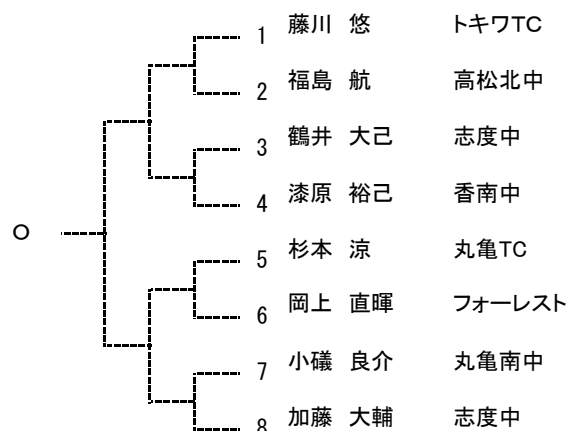 1 藤川 悠 トキワTC
2 福島 航 高松北中
3 鶴井 大己 志度中
4 漆原 裕己 香南中
O
5 杉本 涼 丸亀TC
6 岡上 直暉 フォーレスト
7 小礒 良介 丸亀南中
8 加藤 大輔 志度中